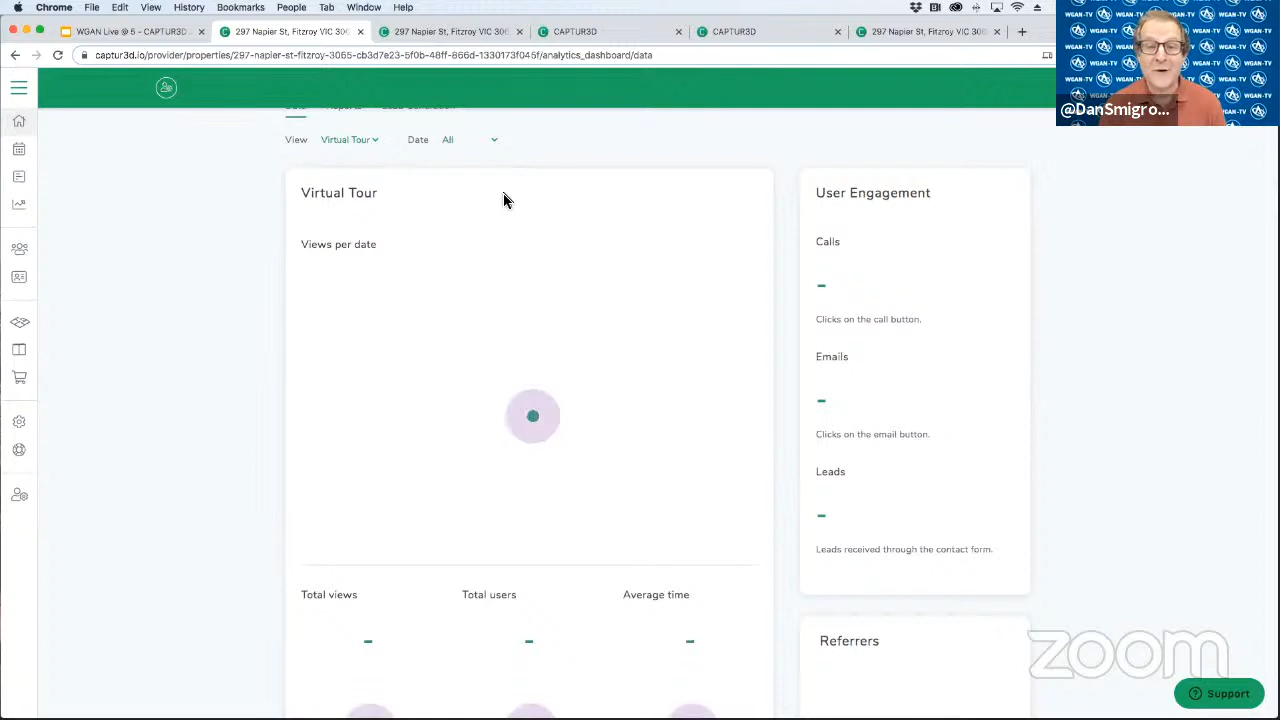 Chrome File Edit View History Bookmarks People Tab Window Help
WGAN Live @ 5 - CAPTUR3D
297 Napier St, Fitzroy VIC 306
297 Napier St, Fitzroy VIC 306
CAPTUR3D
CAPTUR3D
297 Napier St, Fitzroy VIC 306
captur3d.io/provider/properties/297-napier-st-fitzroy-3065-cb3d7e23-5f0b-48ff-866d-1330173f045f/analytics_dashboard/data
WGAN-TV
@DanSmigro...
View Virtual Tour Date All
Virtual Tour
Views per date
Total views Total users Average time
- - -
User Engagement
Calls
-
Clicks on the call button.
Emails
-
Clicks on the email button.
Leads
-
Leads received through the contact form.
Referrers
zoom
Support